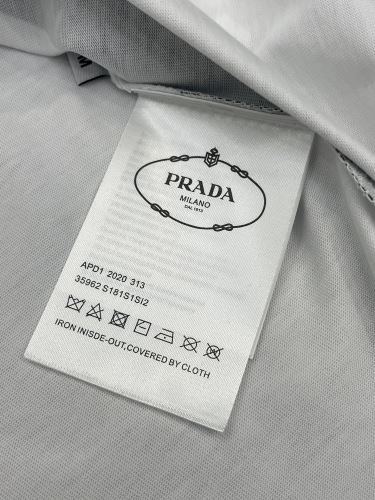 PRADA
MILANO
DAL 1913
APD1 2020 313
35962 S181S1SI2
IRON INISDE-OUT,COVERED BY CLOTH